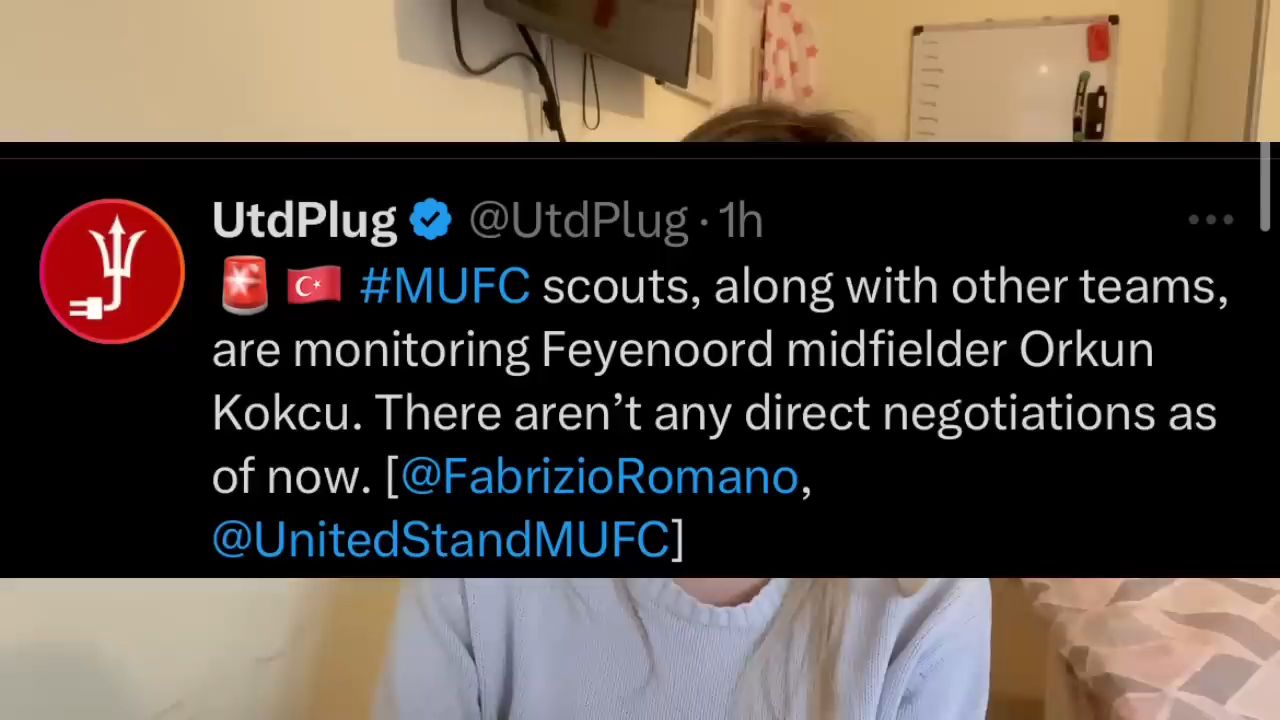 UtdPlug @UtdPlug · 1h
🚨 🇹🇷 #MUFC scouts, along with other teams,
are monitoring Feyenoord midfielder Orkun
Kokcu. There aren’t any direct negotiations as
of now. [@FabrizioRomano,
@UnitedStandMUFC]